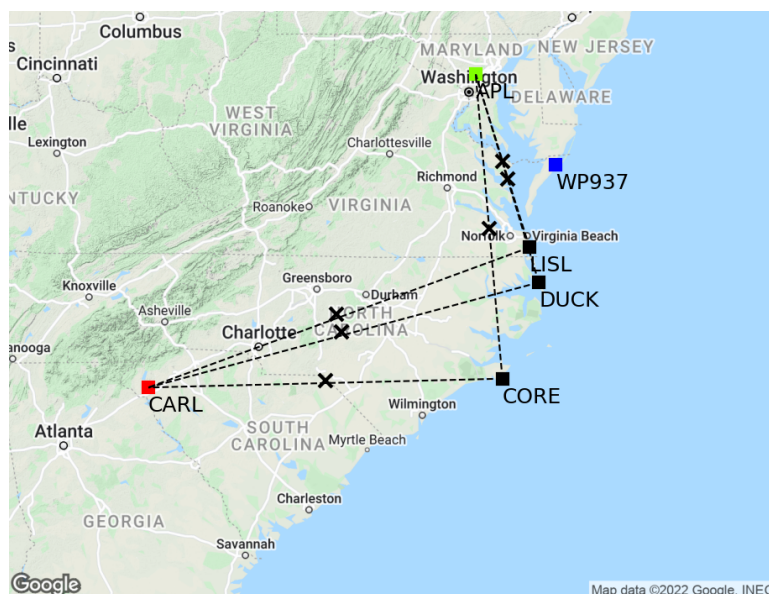 Columbus
MARYLAND
NEW JERSEY
Cincinnati
Washington
APL
DELAWARE
WEST
VIRGINIA
lle
Lexington
Charlottesville
WP937
Richmond
NTUCKY
Roanoke
VIRGINIA
Norfolk
Virginia Beach
LISL
Greensboro
Knoxville
Durham
DUCK
Asheville
NORTH
CAROLINA
Charlotte
anooga
CARL
CORE
Wilmington
Atlanta
SOUTH
CAROLINA
Myrtle Beach
Charleston
GEORGIA
Savannah
Google
Map data ©2022 Google, INEG